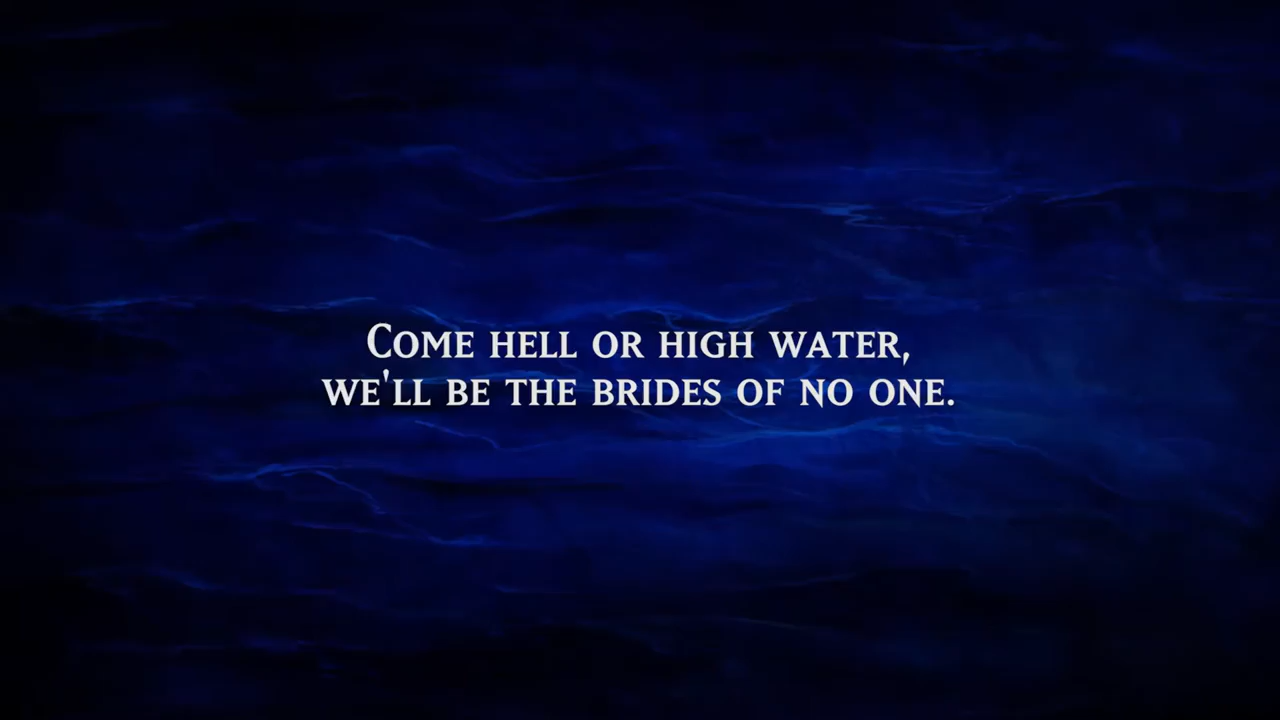 Come hell or high water,
we'll be the brides of no one.